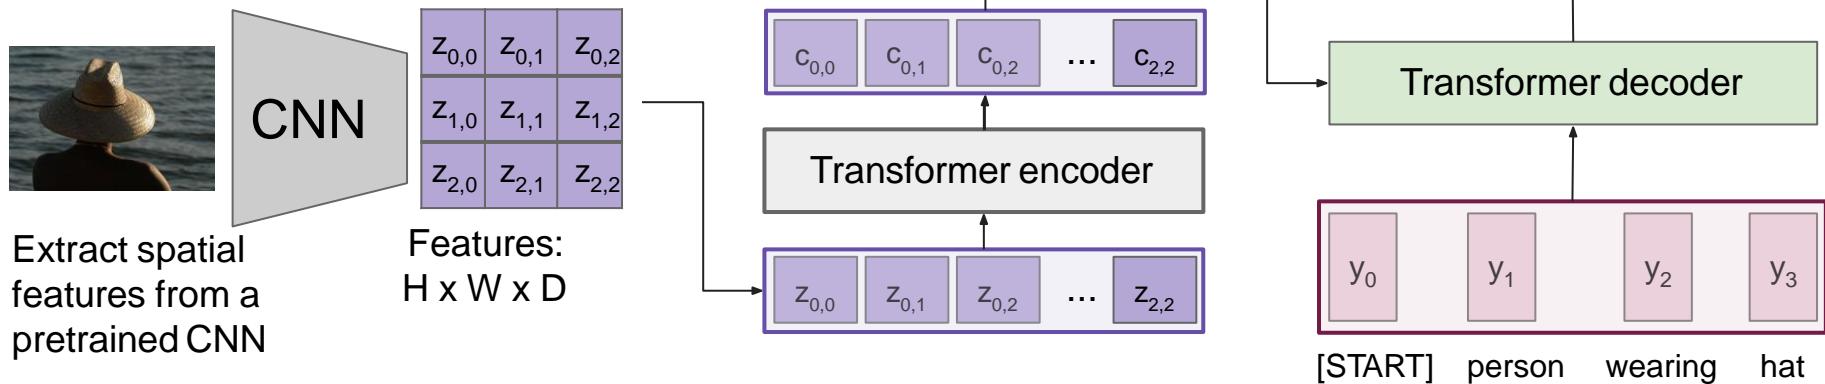 CNN
z0,0 z0,1 z0,2
z1,0 z1,1 z1,2
z2,0 z2,1 z2,2
Extract spatial
features from a
pretrained CNN
Features:
H x W x D
c0,0 c0,1 c0,2 ... c2,2
Transformer encoder
z0,0 z0,1 z0,2 ... z2,2
Transformer decoder
y0 y1 y2 y3
[START] person wearing hat